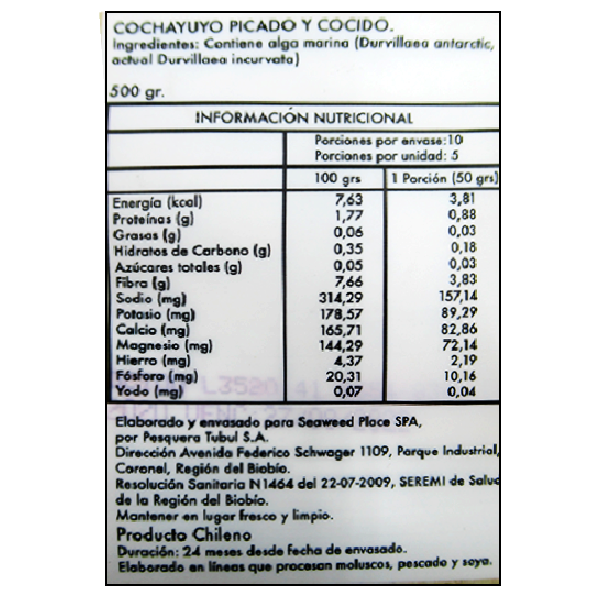 COCHAYUYO PICADO Y COCIDO.
Ingredientes: Contiene alga marina (Durvillaea antarctic,
actual Durvillaea incurvata)
500 gr.
INFORMACIÓN NUTRICIONAL
Porciones por envase:10
Porciones por unidad: 5
100 grs 1 Porción (50 grs)
Energía (kcal) 7,63 3,81
Proteínas (g) 1,77 0,88
Grasas (g) 0,06 0,03
Hidratos de Carbono (g) 0,35 0,18
Azúcares totales (g) 0,05 0,03
Fibra (g) 7,66 3,83
Sodio (mg) 314,29 157,14
Potasio (mg) 178,57 89,29
Calcio (mg) 165,71 82,86
Magnesio (mg) 144,29 72,14
Hierro (mg) 4,37 2,19
Fósforo (mg) 20,31 10,16
Yodo (mg) 0,07 0,04
L3520
Elaborado y envasado para Seaweed Place SPA,
por Pesquera Tubul S.A.
Dirección Avenida Federico Schwager 1109, Parque Industrial,
Coronel, Región del Biobío.
Resolución Sanitaria N1464 del 22-07-2009, SEREMI de Saluc
de la Región del Biobío.
Mantener en lugar fresco y limpio.
Producto Chileno
Duración: 24 meses desde fecha de envasado.
Elaborado en líneas que procesan moluscos, pescado y soya.